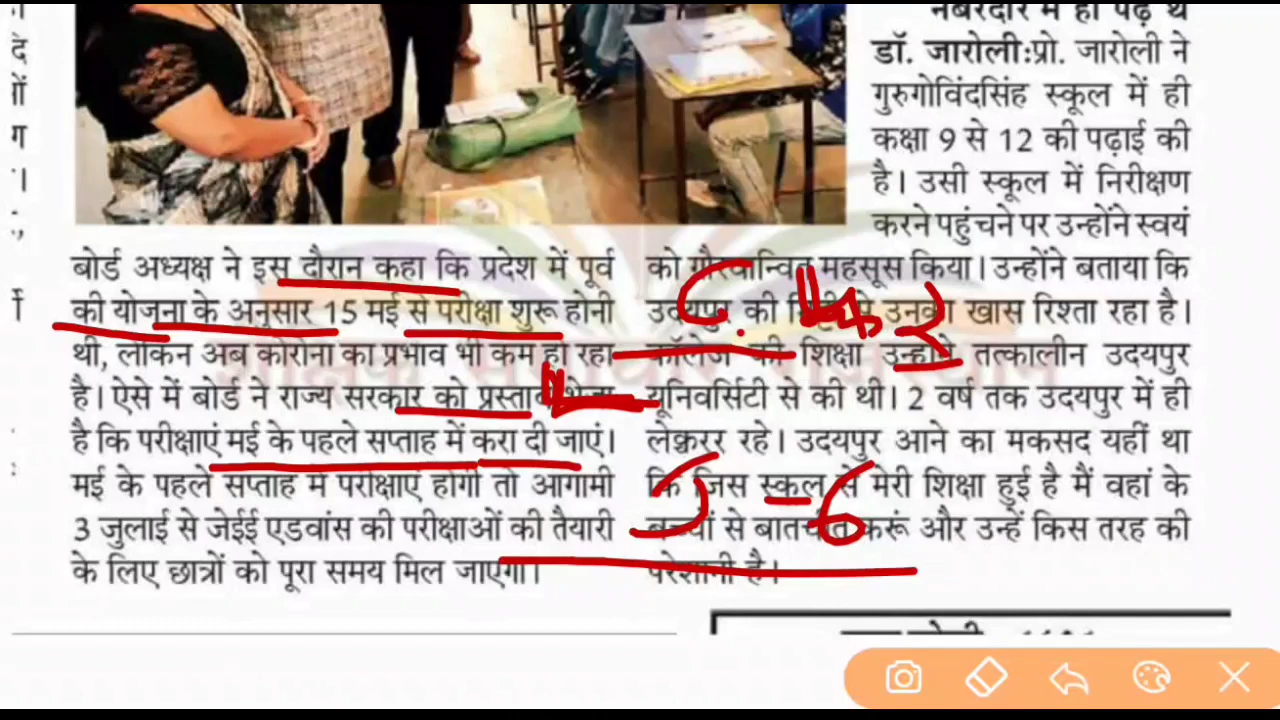 बोर्ड अध्यक्ष ने इस दौरान कहा कि प्रदेश में पूर्व
की योजना के अनुसार 15 मई से परीक्षा शुरू होनी
थी, लेकिन अब कोरोना का प्रभाव भी कम हो रहा
है। ऐसे में बोर्ड ने राज्य सरकार को प्रस्ताव भेजा
है कि परीक्षाएं मई के पहले सप्ताह में करा दी जाएं।
मई के पहले सप्ताह में परीक्षाएं होंगी तो आगामी
3 जुलाई से जेईई एडवांस की परीक्षाओं की तैयारी
के लिए छात्रों को पूरा समय मिल जाएगा।
नंबरदार में ही पढ़े थे
डॉ. जारोली:प्रो. जारोली ने
गुरुगोविंदसिंह स्कूल में ही
कक्षा 9 से 12 की पढ़ाई की
है। उसी स्कूल में निरीक्षण
करने पहुंचने पर उन्होंने स्वयं
को गौरवान्वित महसूस किया। उन्होंने बताया कि
उदयपुर की से उनका खास रिश्ता रहा है।
कॉलेज की शिक्षा उन्होंने तत्कालीन उदयपुर
यूनिवर्सिटी से की थी। 2 वर्ष तक उदयपुर में ही
लेक्चरर रहे। उदयपुर आने का मकसद यहीं था
कि जिस स्कूल से मेरी शिक्षा हुई है मैं वहां के
बच्चों से बातचीत करूं और उन्हें किस तरह की
परेशानी है।
5 - 6